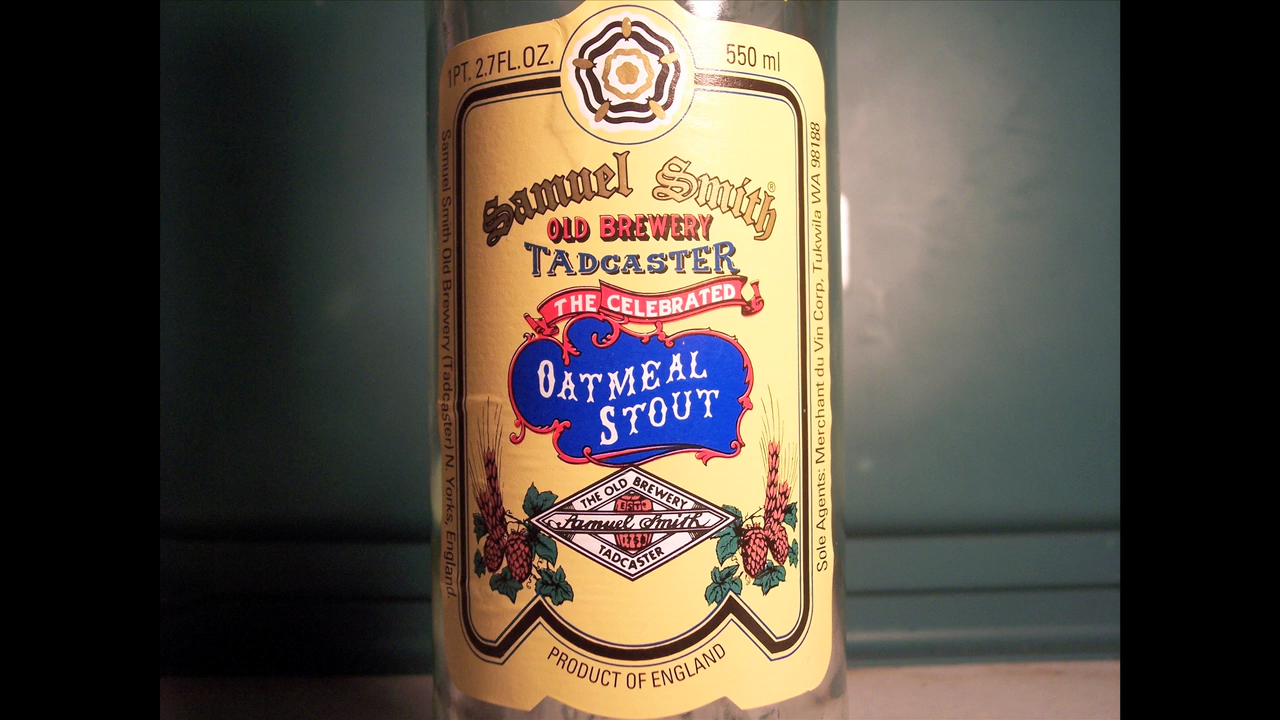 1PT. 2.7FL.OZ.
550 ml
Samuel Smith®
OLD BREWERY
TADCASTER
THE CELEBRATED
OATMEAL
STOUT
THE OLD BREWERY
ESTD
Samuel Smith
1758
TADCASTER
PRODUCT OF ENGLAND
Samuel Smith Old Brewery (Tadcaster) N. Yorks, England.
Sole Agents: Merchant du Vin Corp, Tukwila WA 98188